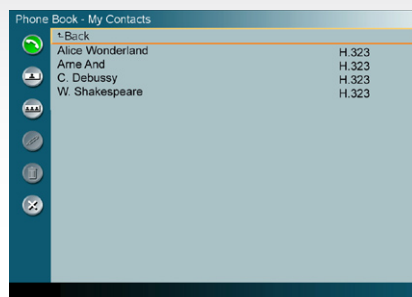 Phone Book - My Contacts
Back
Alice Wonderland H.323
Arne And H.323
C. Debussy H.323
W. Shakespeare H.323